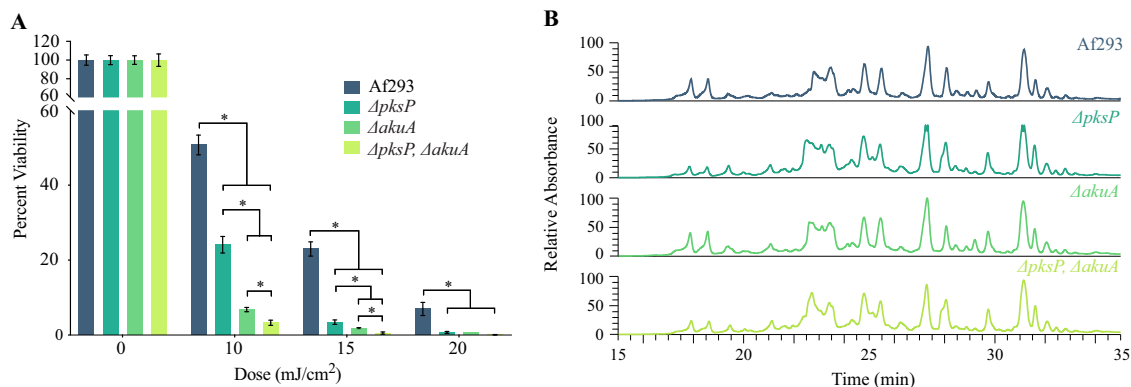 A
120
100
80
60
60
40
20
0
Percent Viability
Af293
ΔpksP
ΔakuA
ΔpksP, ΔakuA
*
*
*
*
*
*
*
0
10
15
20
Dose (mJ/cm²)
B
Relative Absorbance
100
50
0
Af293
100
50
0
ΔpksP
100
50
0
ΔakuA
100
50
0
ΔpksP, ΔakuA
15
20
25
30
35
Time (min)